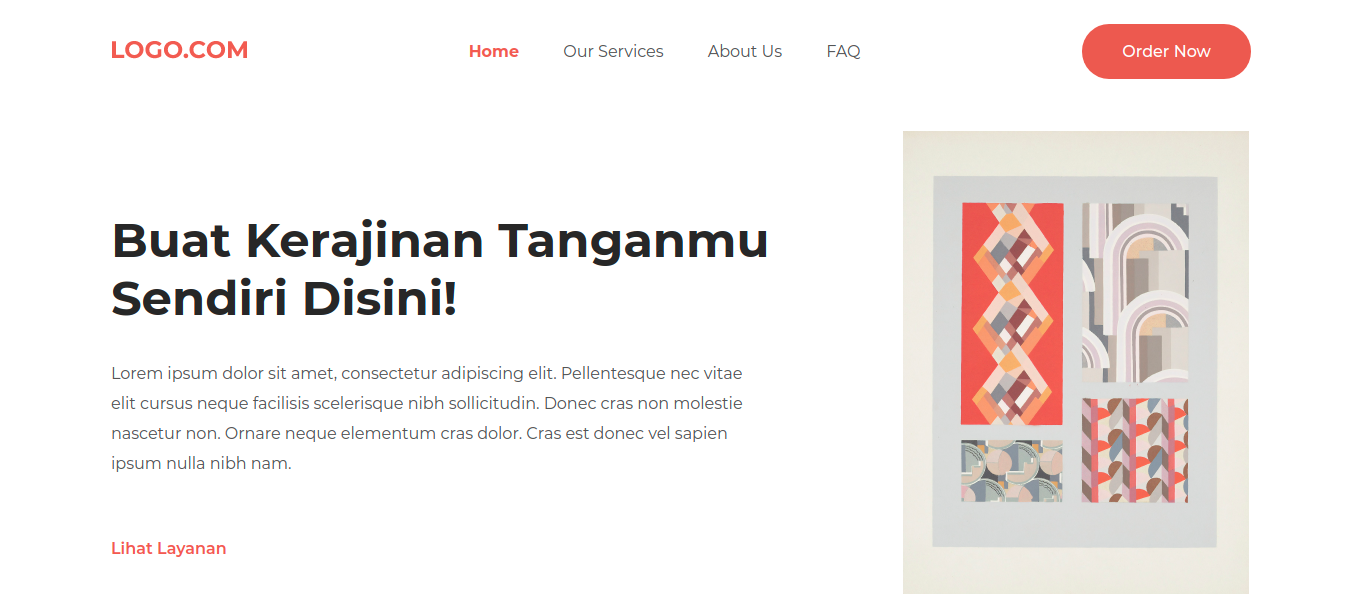 LOGO.COM
Home
Our Services
About Us
FAQ
Order Now
Buat Kerajinan Tanganmu
Sendiri Disini!
Lorem ipsum dolor sit amet, consectetur adipiscing elit. Pellentesque nec vitae
elit cursus neque facilisis scelerisque nibh sollicitudin. Donec cras non molestie
nascetur non. Ornare neque elementum cras dolor. Cras est donec vel sapien
ipsum nulla nibh nam.
Lihat Layanan